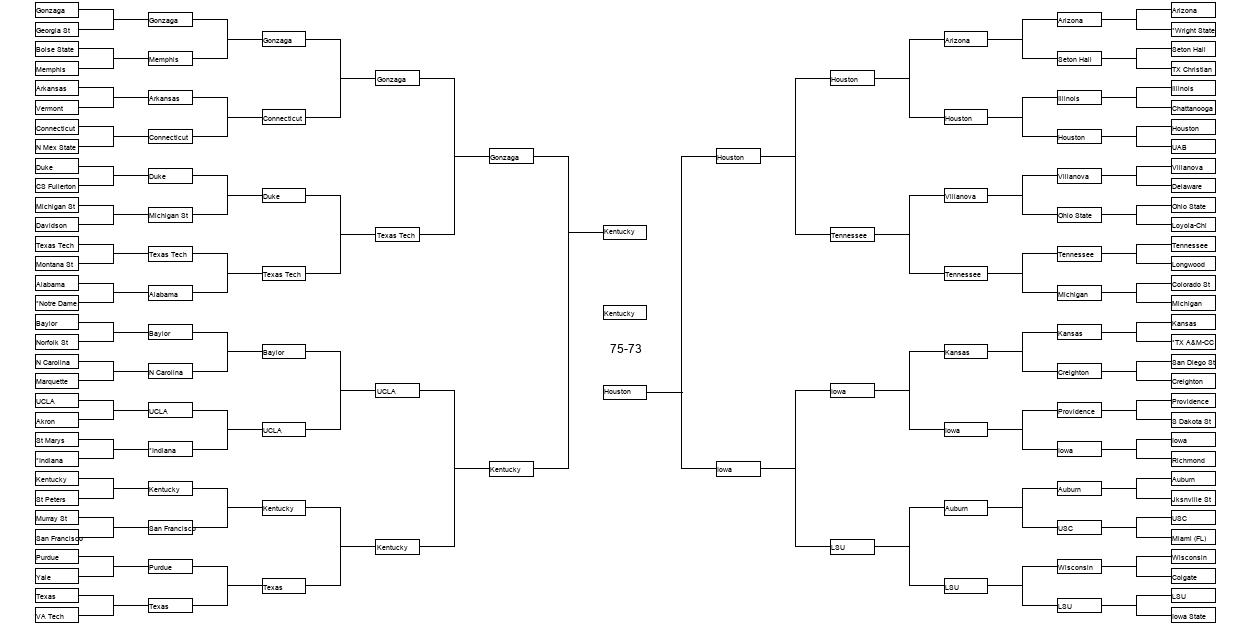 Gonzaga
Georgia St
Boise State
Memphis
Arkansas
Vermont
Connecticut
N Mex State
Duke
CS Fullerton
Michigan St
Davidson
Texas Tech
Montana St
Alabama
*Notre Dame
Baylor
Norfolk St
N Carolina
Marquette
UCLA
Akron
St Marys
*Indiana
Kentucky
St Peters
Murray St
San Francisco
Purdue
Yale
Texas
VA Tech
Gonzaga
Memphis
Arkansas
Connecticut
Duke
Michigan St
Texas Tech
Alabama
Baylor
N Carolina
UCLA
*Indiana
Kentucky
San Francisco
Purdue
Texas
Gonzaga
Connecticut
Duke
Texas Tech
Baylor
UCLA
Kentucky
Texas
Gonzaga
Texas Tech
UCLA
Kentucky
Gonzaga
Kentucky
Kentucky
Kentucky
75-73
Houston
Houston
Iowa
Houston
Tennessee
Iowa
LSU
Arizona
Houston
Villanova
Tennessee
Kansas
Iowa
Auburn
LSU
Arizona
Seton Hall
Illinois
Houston
Villanova
Ohio State
Tennessee
Michigan
Kansas
Creighton
Providence
Iowa
Auburn
USC
Wisconsin
LSU
Arizona
*Wright State
Seton Hall
TX Christian
Illinois
Chattanooga
Houston
UAB
Villanova
Delaware
Ohio State
Loyola-Chi
Tennessee
Longwood
Colorado St
Michigan
Kansas
*TX A&M-CC
San Diego St
Creighton
Providence
S Dakota St
Iowa
Richmond
Auburn
Jksnville St
USC
Miami (FL)
Wisconsin
Colgate
LSU
Iowa State